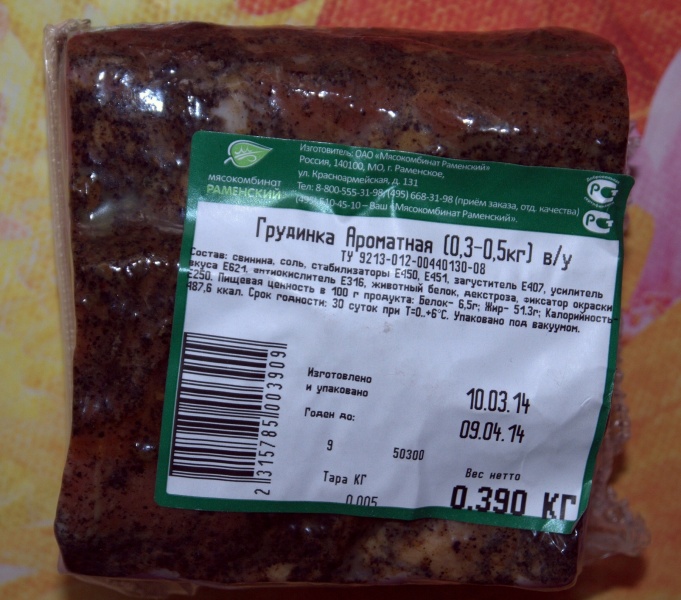 мясокомбинат
РАМЕНСКИЙ
Изготовитель: ОАО «Мясокомбинат Раменский»
Россия, 140100, МО, г. Раменское,
ул. Красноармейская, д. 131
Тел: 8-800-555-31-98, (495) 668-31-98 (приём заказа, отд. качества)
(495) 510-45-10 – Ваш «Мясокомбинат Раменский».
Грудинка Ароматная (0,3-0,5кг) в/у
ТУ 9213-012-00440130-08
Состав: свинина, соль, стабилизаторы Е450, Е451, загуститель Е407, усилитель
вкуса Е621, антиокислитель Е316, животный белок, декстроза, фиксатор окраски
Е250. Пищевая ценность в 100 г продукта: Белок- 6,5г; Жир- 51.3г; Калорийность-
487,6 ккал. Срок годности: 30 суток при Т=0..+6°С. Упаковано под вакуумом.
2 315785 003909
Изготовлено
и упаковано
10.03.14
Годен до:
09.04.14
9
50300
Тара КГ
0.005
Вес нетто
0.390 КГ